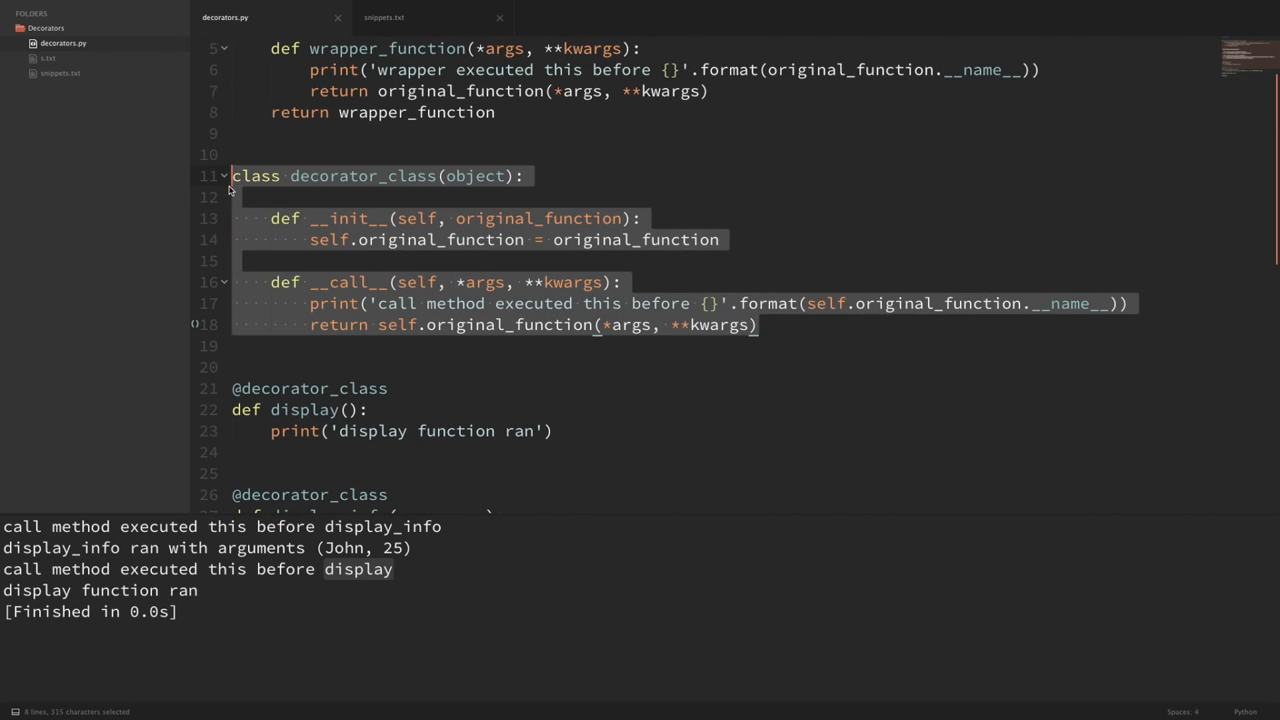 FOLDERS
Decorators
decorators.py
s.txt
snippets.txt
decorators.py
snippets.txt
5 def wrapper_function(*args, **kwargs):
6 print('wrapper executed this before {}'.format(original_function.__name__))
7 return original_function(*args, **kwargs)
8 return wrapper_function
9
10
11 class decorator_class(object):
12
13 def __init__(self, original_function):
14 self.original_function = original_function
15
16 def __call__(self, *args, **kwargs):
17 print('call method executed this before {}'.format(self.original_function.__name__))
18 return self.original_function(*args, **kwargs)
19
20
21 @decorator_class
22 def display():
23 print('display function ran')
24
25
26 @decorator_class
call method executed this before display_info
display_info ran with arguments (John, 25)
call method executed this before display
display function ran
[Finished in 0.0s]
8 lines, 315 characters selected
Spaces: 4
Python